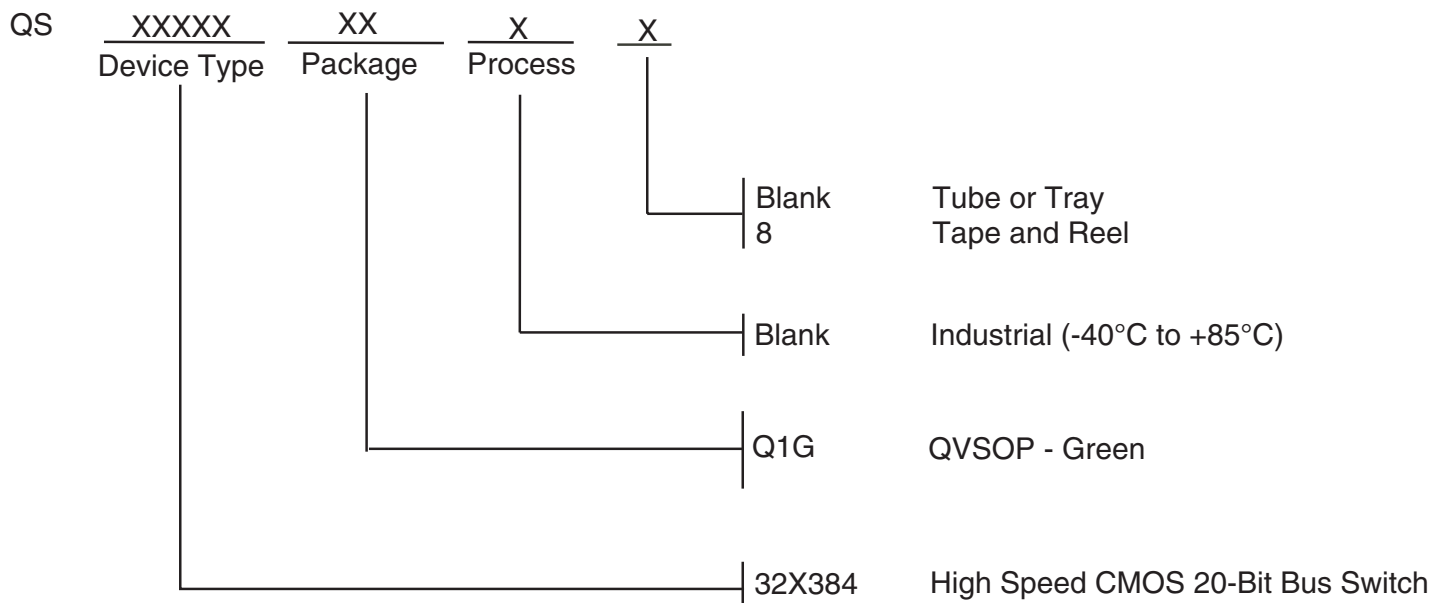 QS XXXXX XX X X
Device Type Package Process
Blank Tube or Tray
8 Tape and Reel
Blank Industrial (-40°C to +85°C)
Q1G QVSOP - Green
32X384 High Speed CMOS 20-Bit Bus Switch